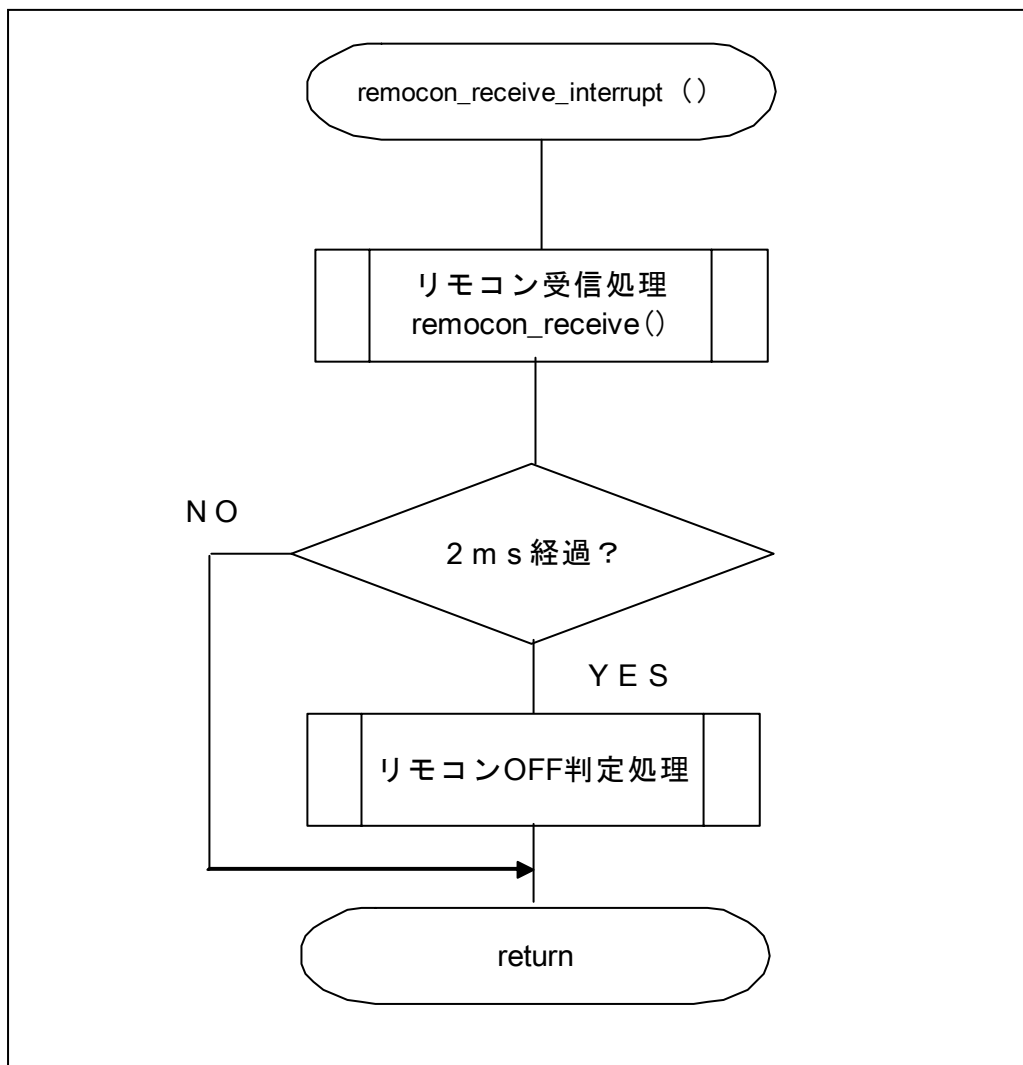 remocon_receive_interrupt （）
リモコン受信処理
remocon_receive()
NO
2ms経過？
YES
リモコンOFF判定処理
return